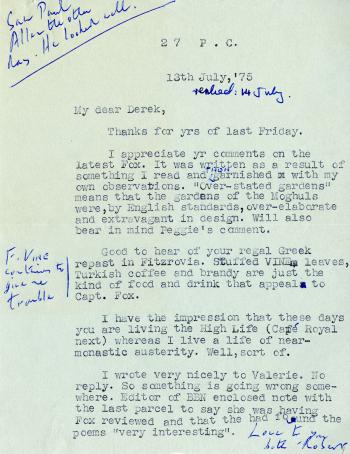 Saw Paul
Allen the other
day. He looked well.
27 P.C.
13th July,'75
received: 14 July.
My dear Derek,
Thanks for yrs of last Friday.
I appreciate yr comments on the
latest Fox. It was written as a result of
something I read and garnished with my
own observations. "Over-stated gardens"
means that the gardens of the Moghuls
were, by English standards, over-elaborate
and extravagant in design. Will also
bear in mind Peggie's comment.
Good to hear of your regal Greek
repast in Fitzrovia. Stuffed VINE leaves,
Turkish coffee and brandy are just the
kind of food and drink that appeal to
Capt. Fox.
continues to
give me
trouble
I have the impression that these days
you are living the High Life (Café Royal
next) whereas I live a life of near-
monastic austerity. Well, sort of.
I wrote very nicely to Valerie. No
reply. So something is going wrong some-
where. Editor of BEN enclosed note with
the last parcel to say she was having
Fox reviewed and that the had found the
poems "very interesting".
Love to you
both - Robert